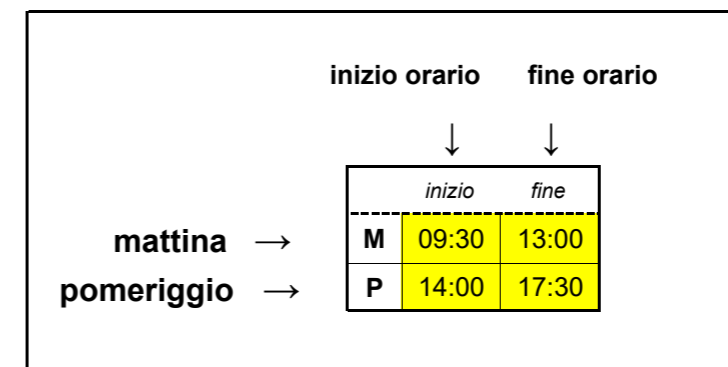 inizio orario fine orario
↓ ↓
inizio fine
mattina → M 09:30 13:00
pomeriggio → P 14:00 17:30